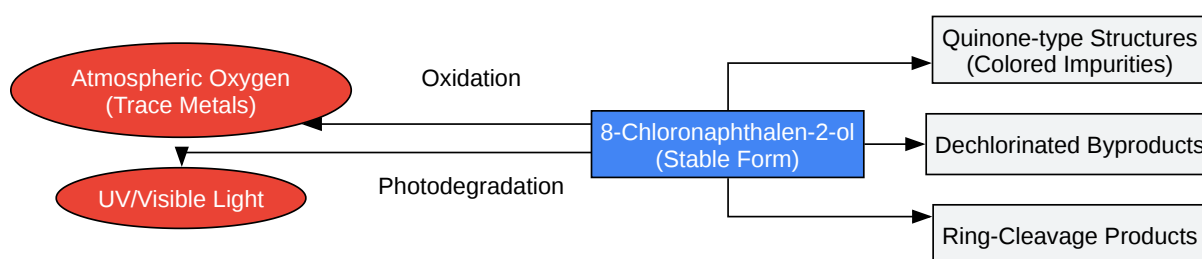 Atmospheric Oxygen
(Trace Metals)
UV/Visible Light
Oxidation
Photodegradation
8-Chloronaphthalen-2-ol
(Stable Form)
Quinone-type Structures
(Colored Impurities)
Dechlorinated Byproducts
Ring-Cleavage Products